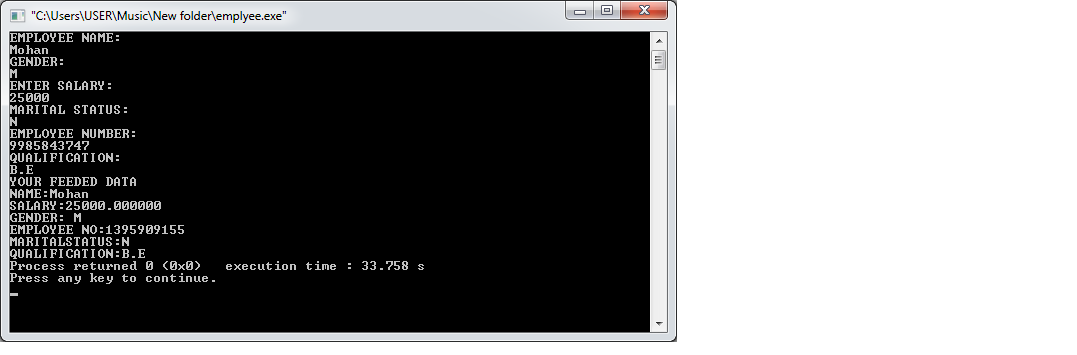 "C:\Users\USER\Music\New folder\emplyee.exe"
EMPLOYEE NAME:
Mohan
GENDER:
M
ENTER SALARY:
25000
MARITAL STATUS:
N
EMPLOYEE NUMBER:
9985843747
QUALIFICATION:
B.E
YOUR FEEDED DATA
NAME:Mohan
SALARY:25000.000000
GENDER: M
EMPLOYEE NO:1395909155
MARITALSTATUS:N
QUALIFICATION:B.E
Process returned 0 (0x0)   execution time : 33.758 s
Press any key to continue.